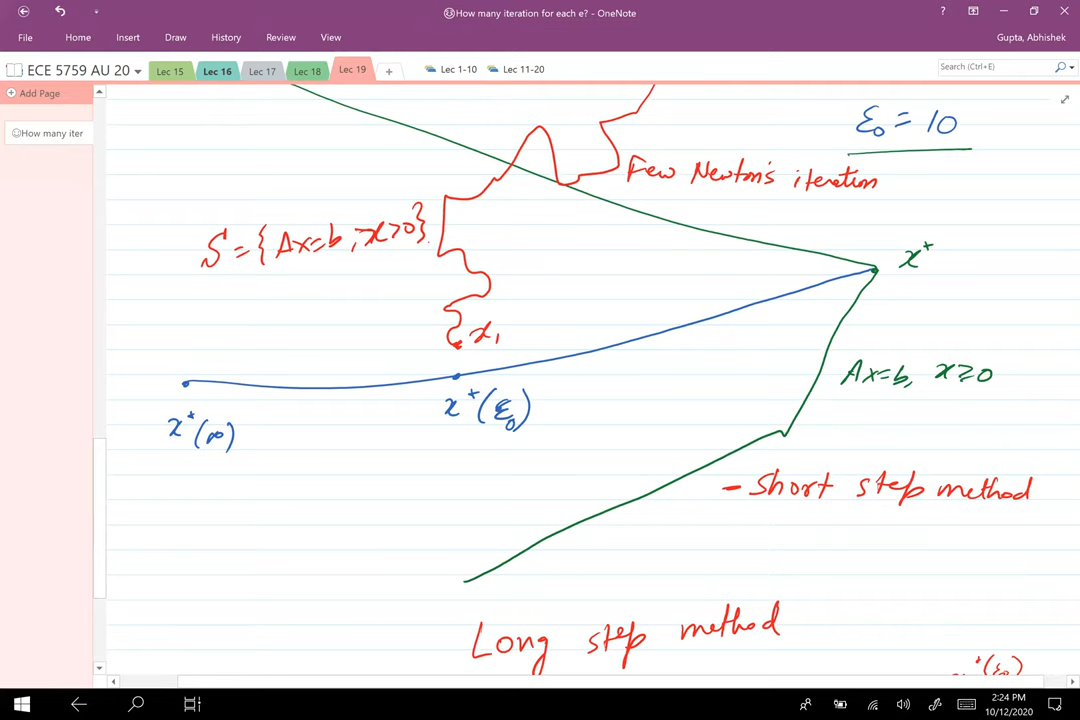 How many iteration for each e? - OneNote
File Home Insert Draw History Review View
Gupta, Abhishek
ECE 5759 AU 20
Lec 15 Lec 16 Lec 17 Lec 18 Lec 19
Lec 1-10 Lec 11-20
Search (Ctrl+E)
Add Page
How many iter
ε₀ = 10
Few Newton's iteration
S = {Ax=b, x>0}.
x*
x₁
Ax=b, x≥0
x*(∞)
x*(ε₀)
- Short step method
Long step method
x*(ε₀)
2:24 PM
10/12/2020